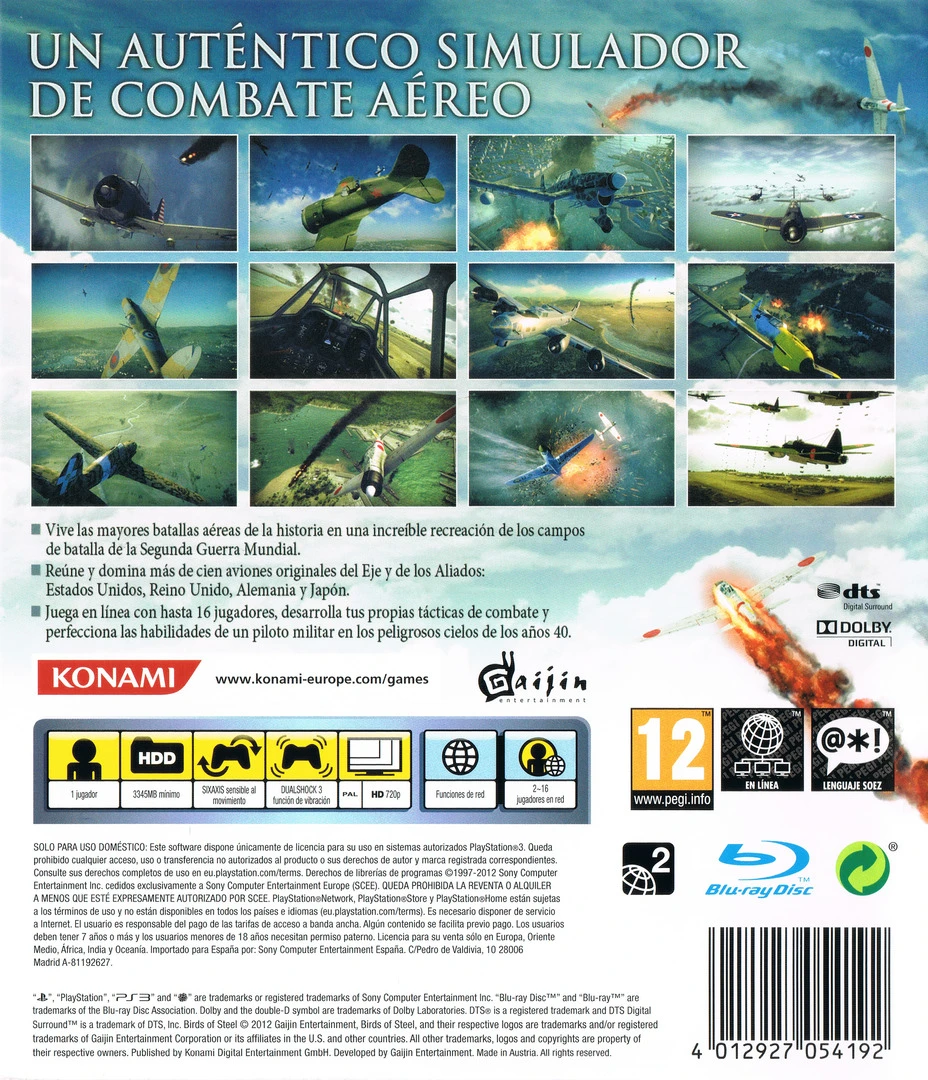 UN AUTÉNTICO SIMULADOR
DE COMBATE AÉREO
Vive las mayores batallas aéreas de la historia en una increíble recreación de los campos
de batalla de la Segunda Guerra Mundial.
Reúne y domina más de cien aviones originales del Eje y de los Aliados:
Estados Unidos, Reino Unido, Alemania y Japón.
Juega en línea con hasta 16 jugadores, desarrolla tus propias tácticas de combate y
perfecciona las habilidades de un piloto militar en los peligrosos cielos de los años 40.
dts™
Digital Surround
DOLBY
DIGITAL
KONAMI
www.konami-europe.com/games
Gaijin
entertainment
HDD
1 jugador
3345MB mínimo
SIXAXIS sensible al
movimiento
DUALSHOCK 3
función de vibración
PAL
HD 720p
Funciones de red
2~16
jugadores en red
12™
www.pegi.info
EN LÍNEA
@*!
LENGUAJE SOEZ
SOLO PARA USO DOMÉSTICO: Este software dispone únicamente de licencia para su uso en sistemas autorizados PlayStation®3. Queda
prohibido cualquier acceso, uso o transferencia no autorizados al producto o sus derechos de autor y marca registrada correspondientes.
Consulte sus derechos completos de uso en eu.playstation.com/terms. Derechos de librerías de programas ©1997-2012 Sony Computer
Entertainment Inc. cedidos exclusivamente a Sony Computer Entertainment Europe (SCEE). QUEDA PROHIBIDA LA REVENTA O ALQUILER
A MENOS QUE ESTÉ EXPRESAMENTE AUTORIZADO POR SCEE. PlayStation®Network, PlayStation®Store y PlayStation®Home están sujetas
a los términos de uso y no están disponibles en todos los países e idiomas (eu.playstation.com/terms). Es necesario disponer de servicio
a Internet. El usuario es responsable del pago de las tarifas de acceso a banda ancha. Algún contenido se facilita previo pago. Los usuarios
deben tener 7 años o más y los usuarios menores de 18 años necesitan permiso paterno. Licencia para su venta sólo en Europa, Oriente
Medio, África, India y Oceanía. Importado para España por: Sony Computer Entertainment España. C/Pedro de Valdivia, 10 28006
Madrid A-81192627.
2
Blu-ray Disc™
®
"", "PlayStation", "PS3" and "" are trademarks or registered trademarks of Sony Computer Entertainment Inc. "Blu-ray Disc™" and "Blu-ray™" are
trademarks of the Blu-ray Disc Association. Dolby and the double-D symbol are trademarks of Dolby Laboratories. DTS® is a registered trademark and DTS Digital
Surround™ is a trademark of DTS, Inc. Birds of Steel © 2012 Gaijin Entertainment, Birds of Steel, and their respective logos are trademarks and/or registered
trademarks of Gaijin Entertainment Corporation or its affiliates in the U.S. and other countries. All other trademarks, logos and copyrights are property of
their respective owners. Published by Konami Digital Entertainment GmbH. Developed by Gaijin Entertainment. Made in Austria. All rights reserved.
4 012927 054192